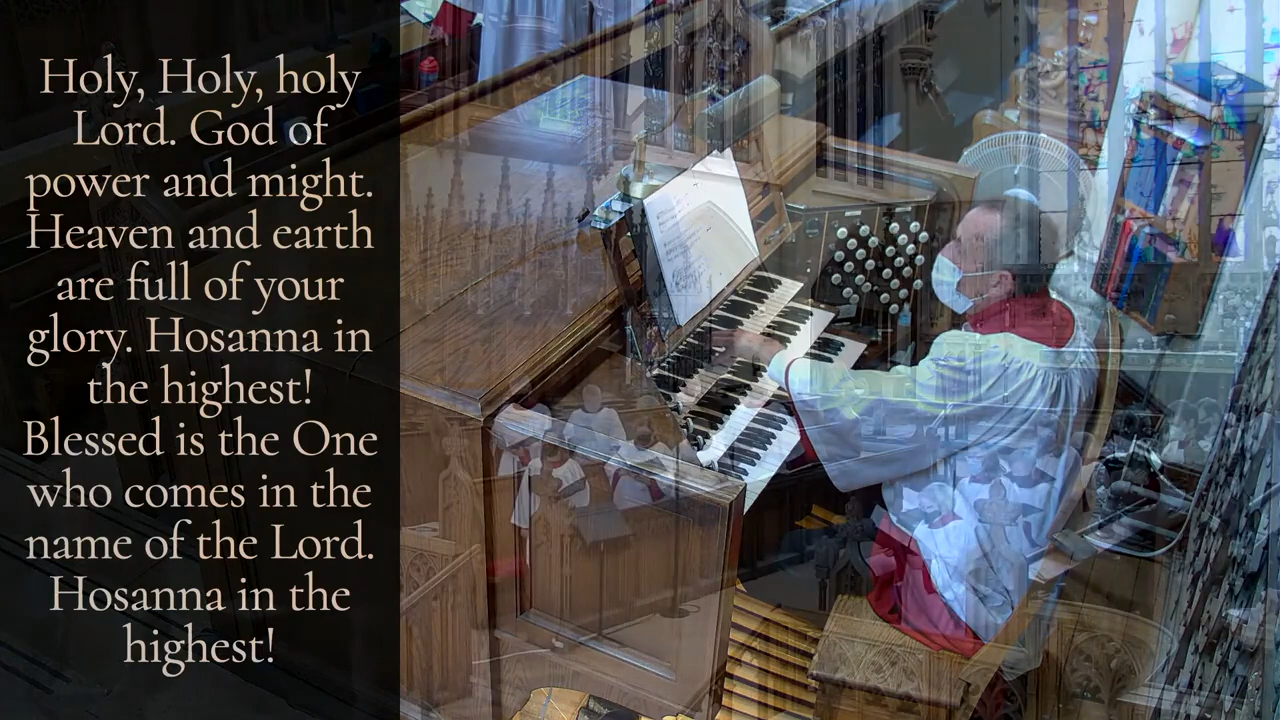 Holy, Holy, holy
Lord. God of
power and might.
Heaven and earth
are full of your
glory. Hosanna in
the highest!
Blessed is the One
who comes in the
name of the Lord.
Hosanna in the
highest!